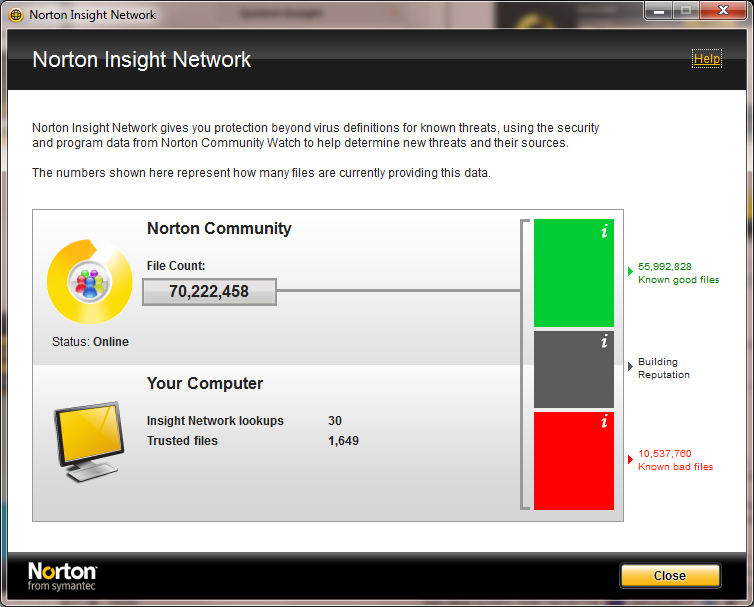 Norton Insight Network
Norton Insight Network
Help
Norton Insight Network gives you protection beyond virus definitions for known threats, using the security
and program data from Norton Community Watch to help determine new threats and their sources.
The numbers shown here represent how many files are currently providing this data.
Norton Community
File Count:
70,222,458
Status: Online
i
55,992,828
Known good files
i
Building
Reputation
Your Computer
Insight Network lookups 30
Trusted files 1,649
i
10,537,760
Known bad files
Norton
from symantec
Close